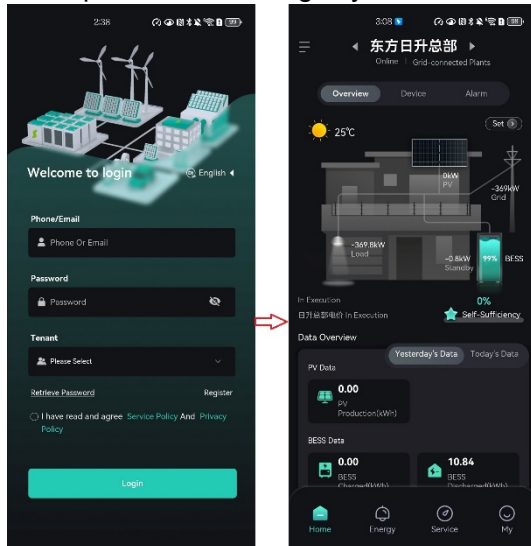 2:38
99
Welcome to login
English
Phone/Email
Phone Or Email
Password
Password
Tenant
Please Select
Retrieve Password
Register
I have read and agree Service Policy And Privacy
Policy
Login
3:08
东方日升总部
Online | Grid-connected Plants
Overview
Device
Alarm
25°C
Set
0kW
PV
-369kW
Grid
-369.8kW
Load
-0.8kW
Standby
99%
BESS
In Execution
日升总部电价 In Execution
0%
Self-Sufficiency
Data Overview
Yesterday's Data
Today's Data
PV Data
0.00
PV
Production(kWh)
BESS Data
0.00
BESS
Charged(kWh)
10.84
BESS
Discharged(kWh)
Home
Energy
Service
My